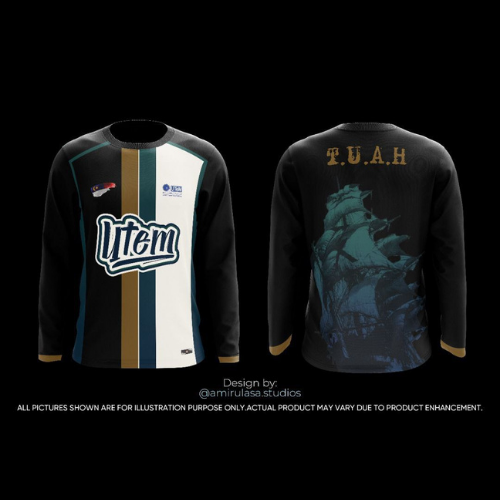 T.U.A.H
Utem
Design by:
@amirulasa.studios
ALL PICTURES SHOWN ARE FOR ILLUSTRATION PURPOSE ONLY.ACTUAL PRODUCT MAY VARY DUE TO PRODUCT ENHANCEMENT.